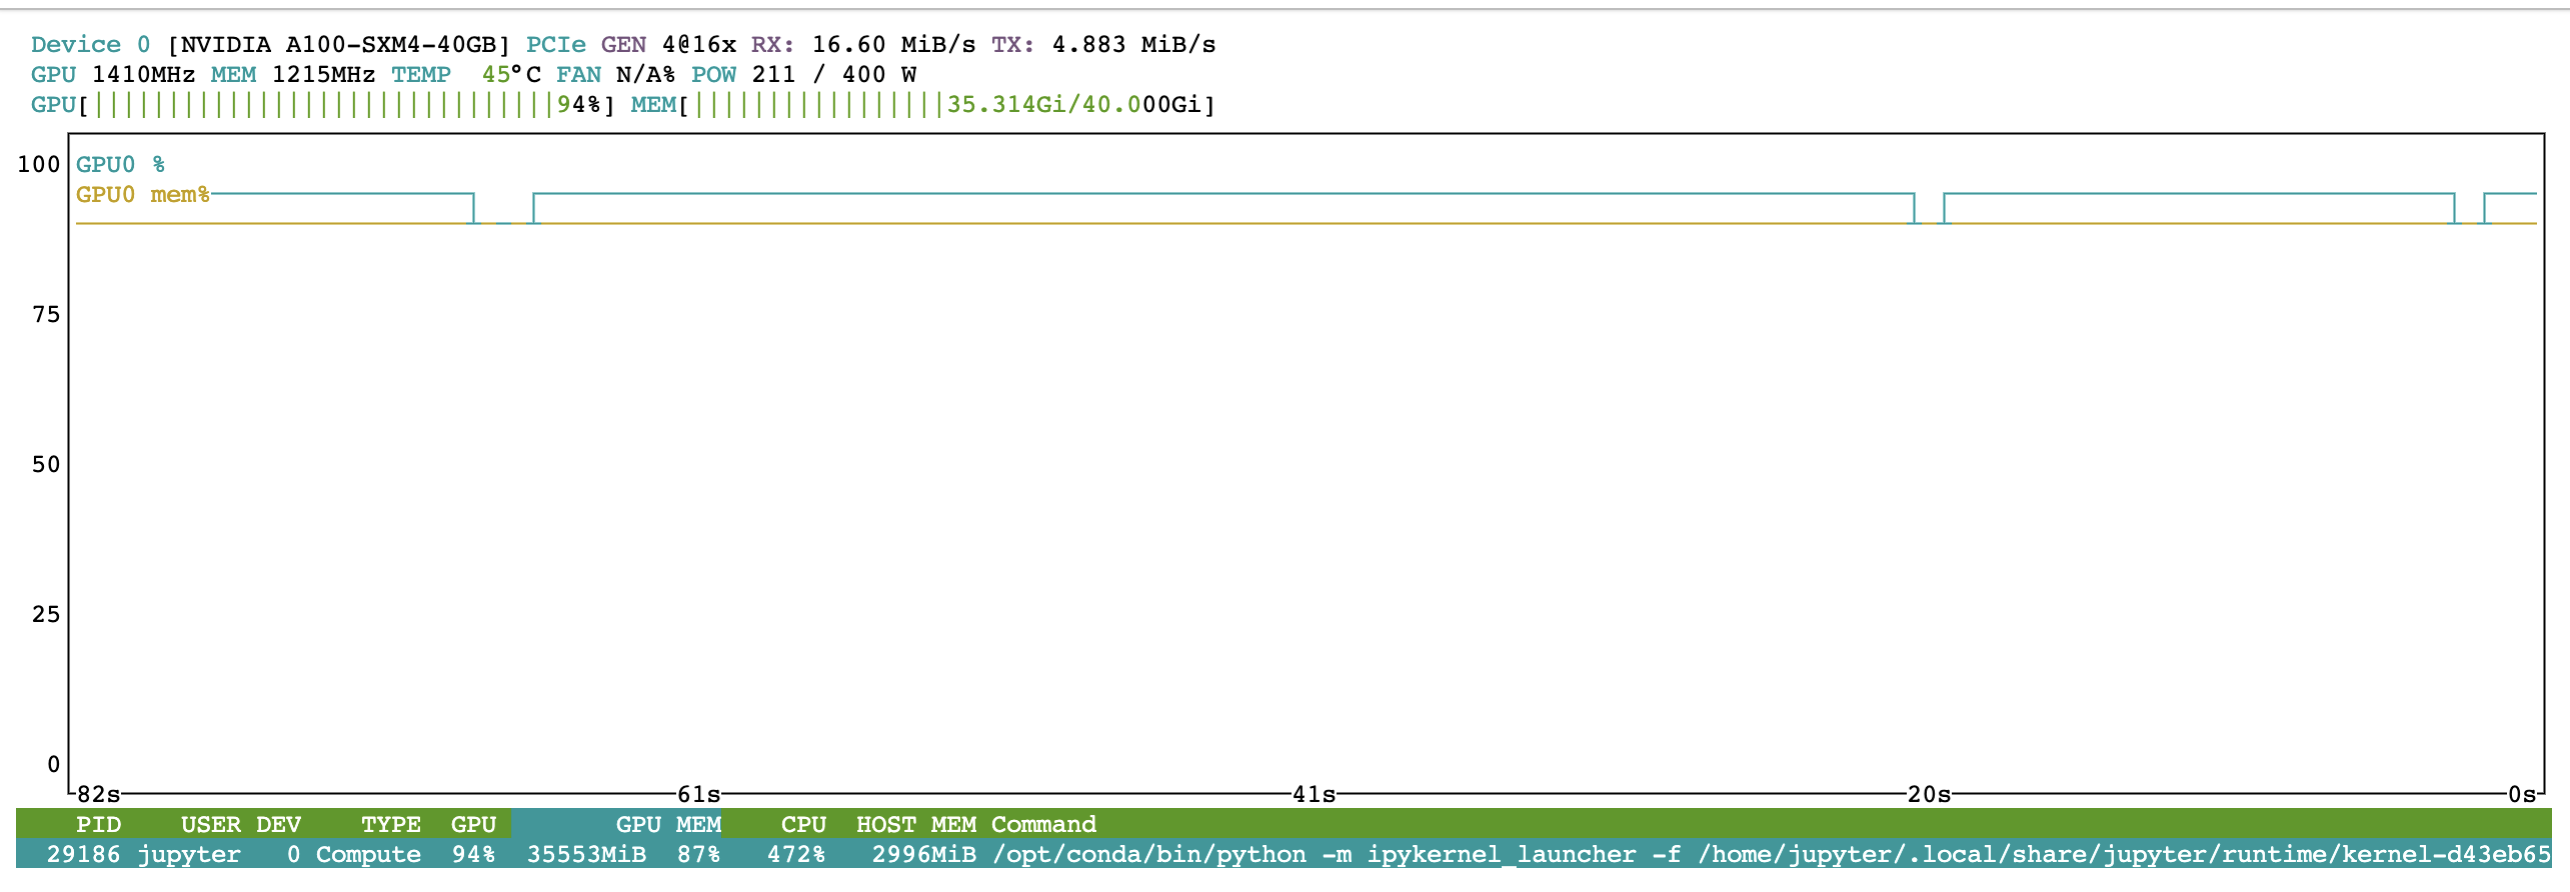 Device 0 [NVIDIA A100-SXM4-40GB] PCIe GEN 4@16x RX: 16.60 MiB/s TX: 4.883 MiB/s
GPU 1410MHz MEM 1215MHz TEMP 45°C FAN N/A% POW 211 / 400 W
GPU[||||||||||||||||||||||||||||||||94%] MEM[|||||||||||||||||35.314Gi/40.000Gi]
100 GPU0 %
GPU0 mem%
75
50
25
0
82s 61s 41s 20s 0s
PID USER DEV TYPE GPU GPU MEM CPU HOST MEM Command
29186 jupyter 0 Compute 94% 35553MiB 87% 472% 2996MiB /opt/conda/bin/python -m ipykernel_launcher -f /home/jupyter/.local/share/jupyter/runtime/kernel-d43eb65